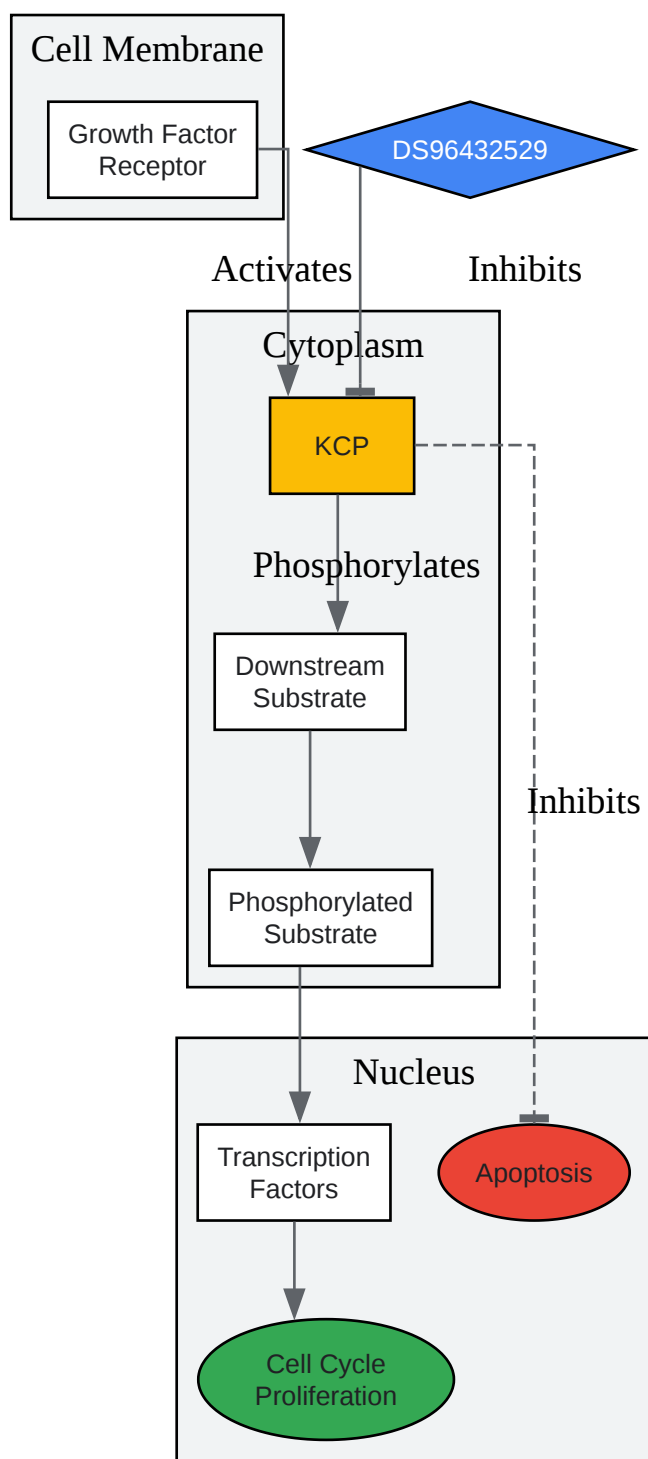 Cell Membrane
Growth Factor
Receptor
DS96432529
Activates
Inhibits
Cytoplasm
KCP
Phosphorylates
Downstream
Substrate
Inhibits
Phosphorylated
Substrate
Nucleus
Transcription
Factors
Apoptosis
Cell Cycle
Proliferation